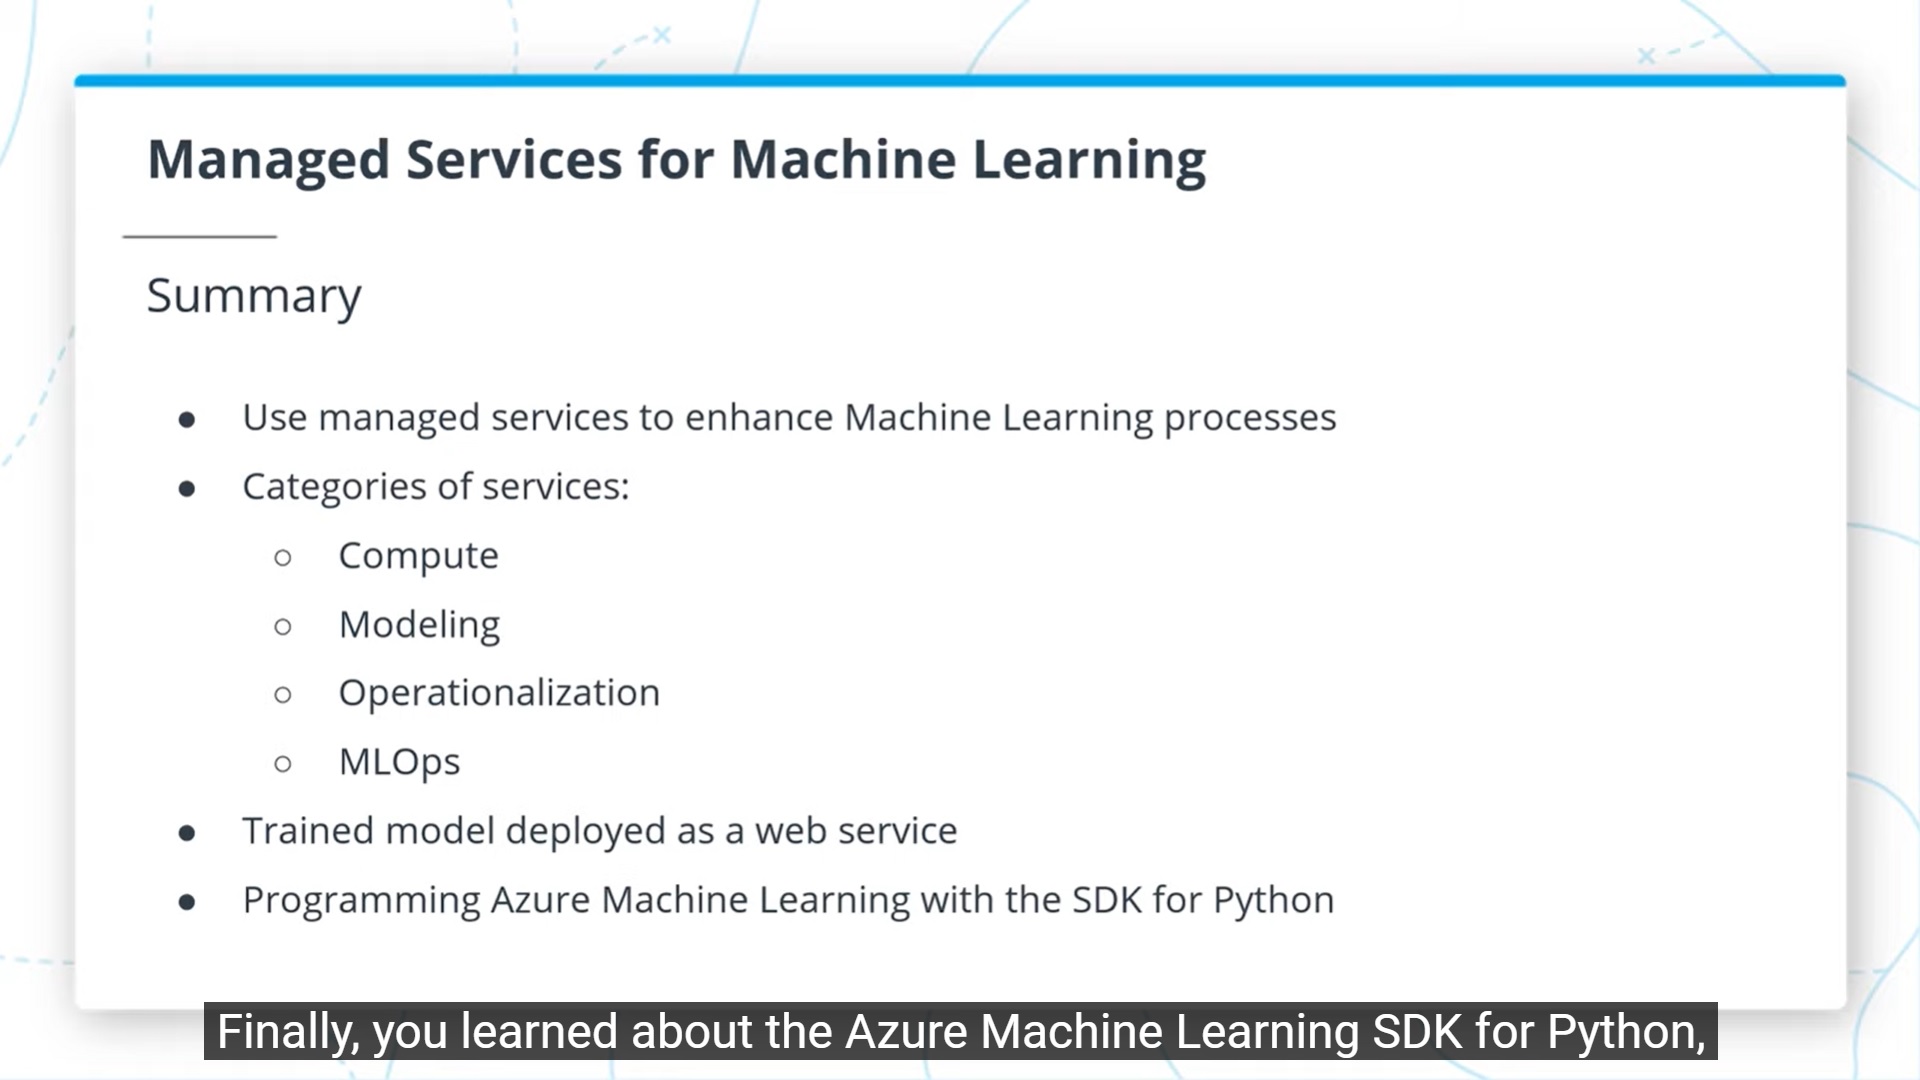 Managed Services for Machine Learning
Summary
● Use managed services to enhance Machine Learning processes
● Categories of services:
○ Compute
○ Modeling
○ Operationalization
○ MLOps
● Trained model deployed as a web service
● Programming Azure Machine Learning with the SDK for Python
Finally, you learned about the Azure Machine Learning SDK for Python,